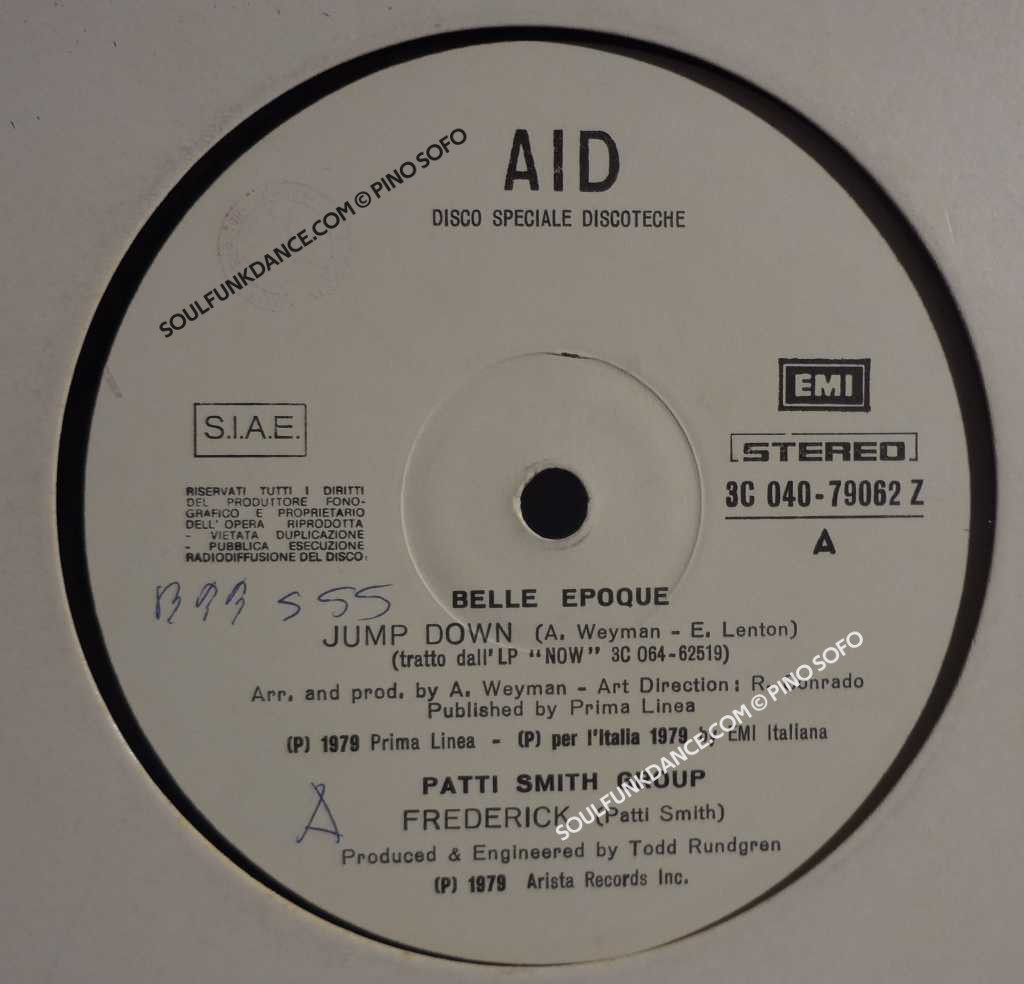 AID
DISCO SPECIALE DISCOTECHE
SOULFUNKDANCE.COM © PINO SOFO
EMI
S.I.A.E.
STEREO
3C 040-79062 Z
A
RISERVATI TUTTI I DIRITTI
DEL PRODUTTORE FONO-
GRAFICO E PROPRIETARIO
DELL'OPERA RIPRODOTTA
- VIETATA DUPLICAZIONE
- PUBBLICA ESECUZIONE
RADIODIFFUSIONE DEL DISCO.
BELLE EPOQUE
JUMP DOWN (A. Weyman - E. Lenton)
(tratto dall'LP "NOW" 3C 064-62519)
Arr. and prod. by A. Weyman - Art Direction: R. Monrado
Published by Prima Linea
(P) 1979 Prima Linea - (P) per l'Italia 1979 by EMI Italiana
SOULFUNKDANCE.COM © PINO SOFO
PATTI SMITH GROUP
A
FREDERICK (Patti Smith)
Produced & Engineered by Todd Rundgren
(P) 1979 Arista Records Inc.